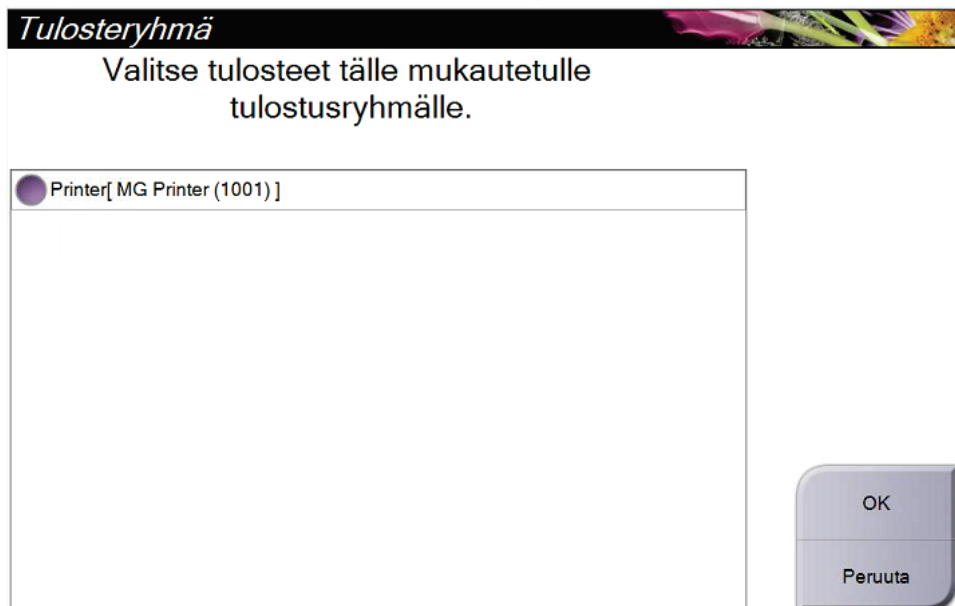 Tulosteryhmä
Valitse tulosteet tälle mukautetulle
tulostusryhmälle.
Printer[ MG Printer (1001) ]
OK
Peruuta